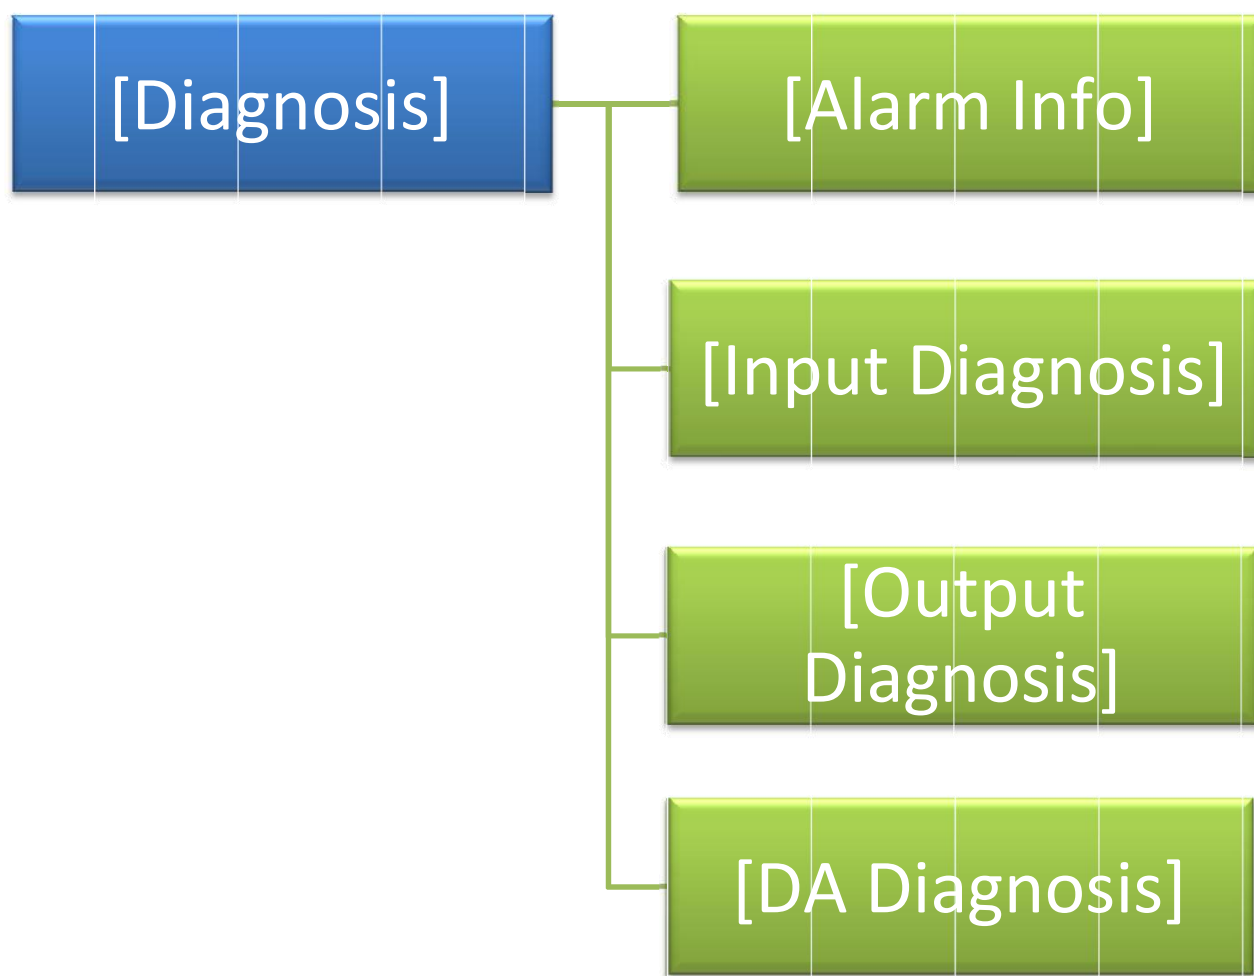 [Diagnosis]
[Alarm Info]
[Input Diagnosis]
[Output
Diagnosis]
[DA Diagnosis]